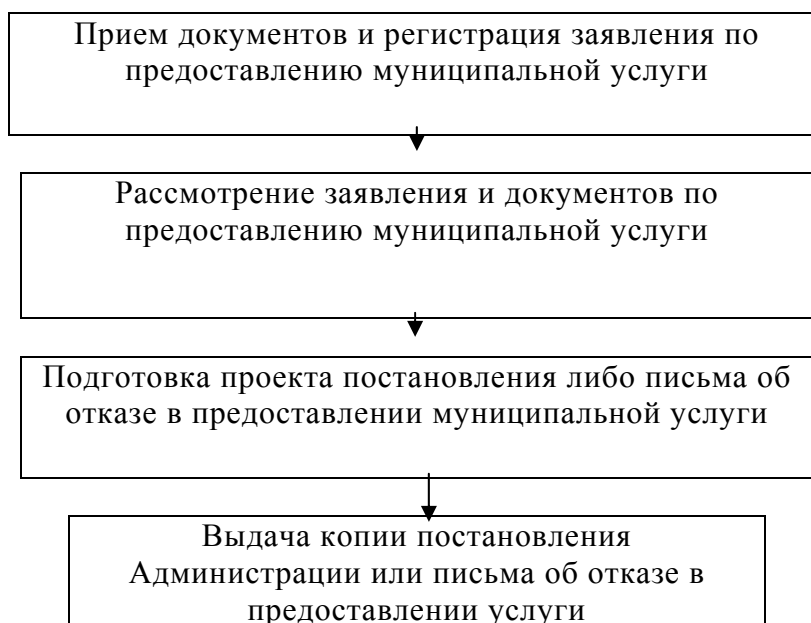 Прием документов и регистрация заявления по
предоставлению муниципальной услуги
Рассмотрение заявления и документов по
предоставлению муниципальной услуги
Подготовка проекта постановления либо письма об
отказе в предоставлении муниципальной услуги
Выдача копии постановления
Администрации или письма об отказе в
предоставлении услуги